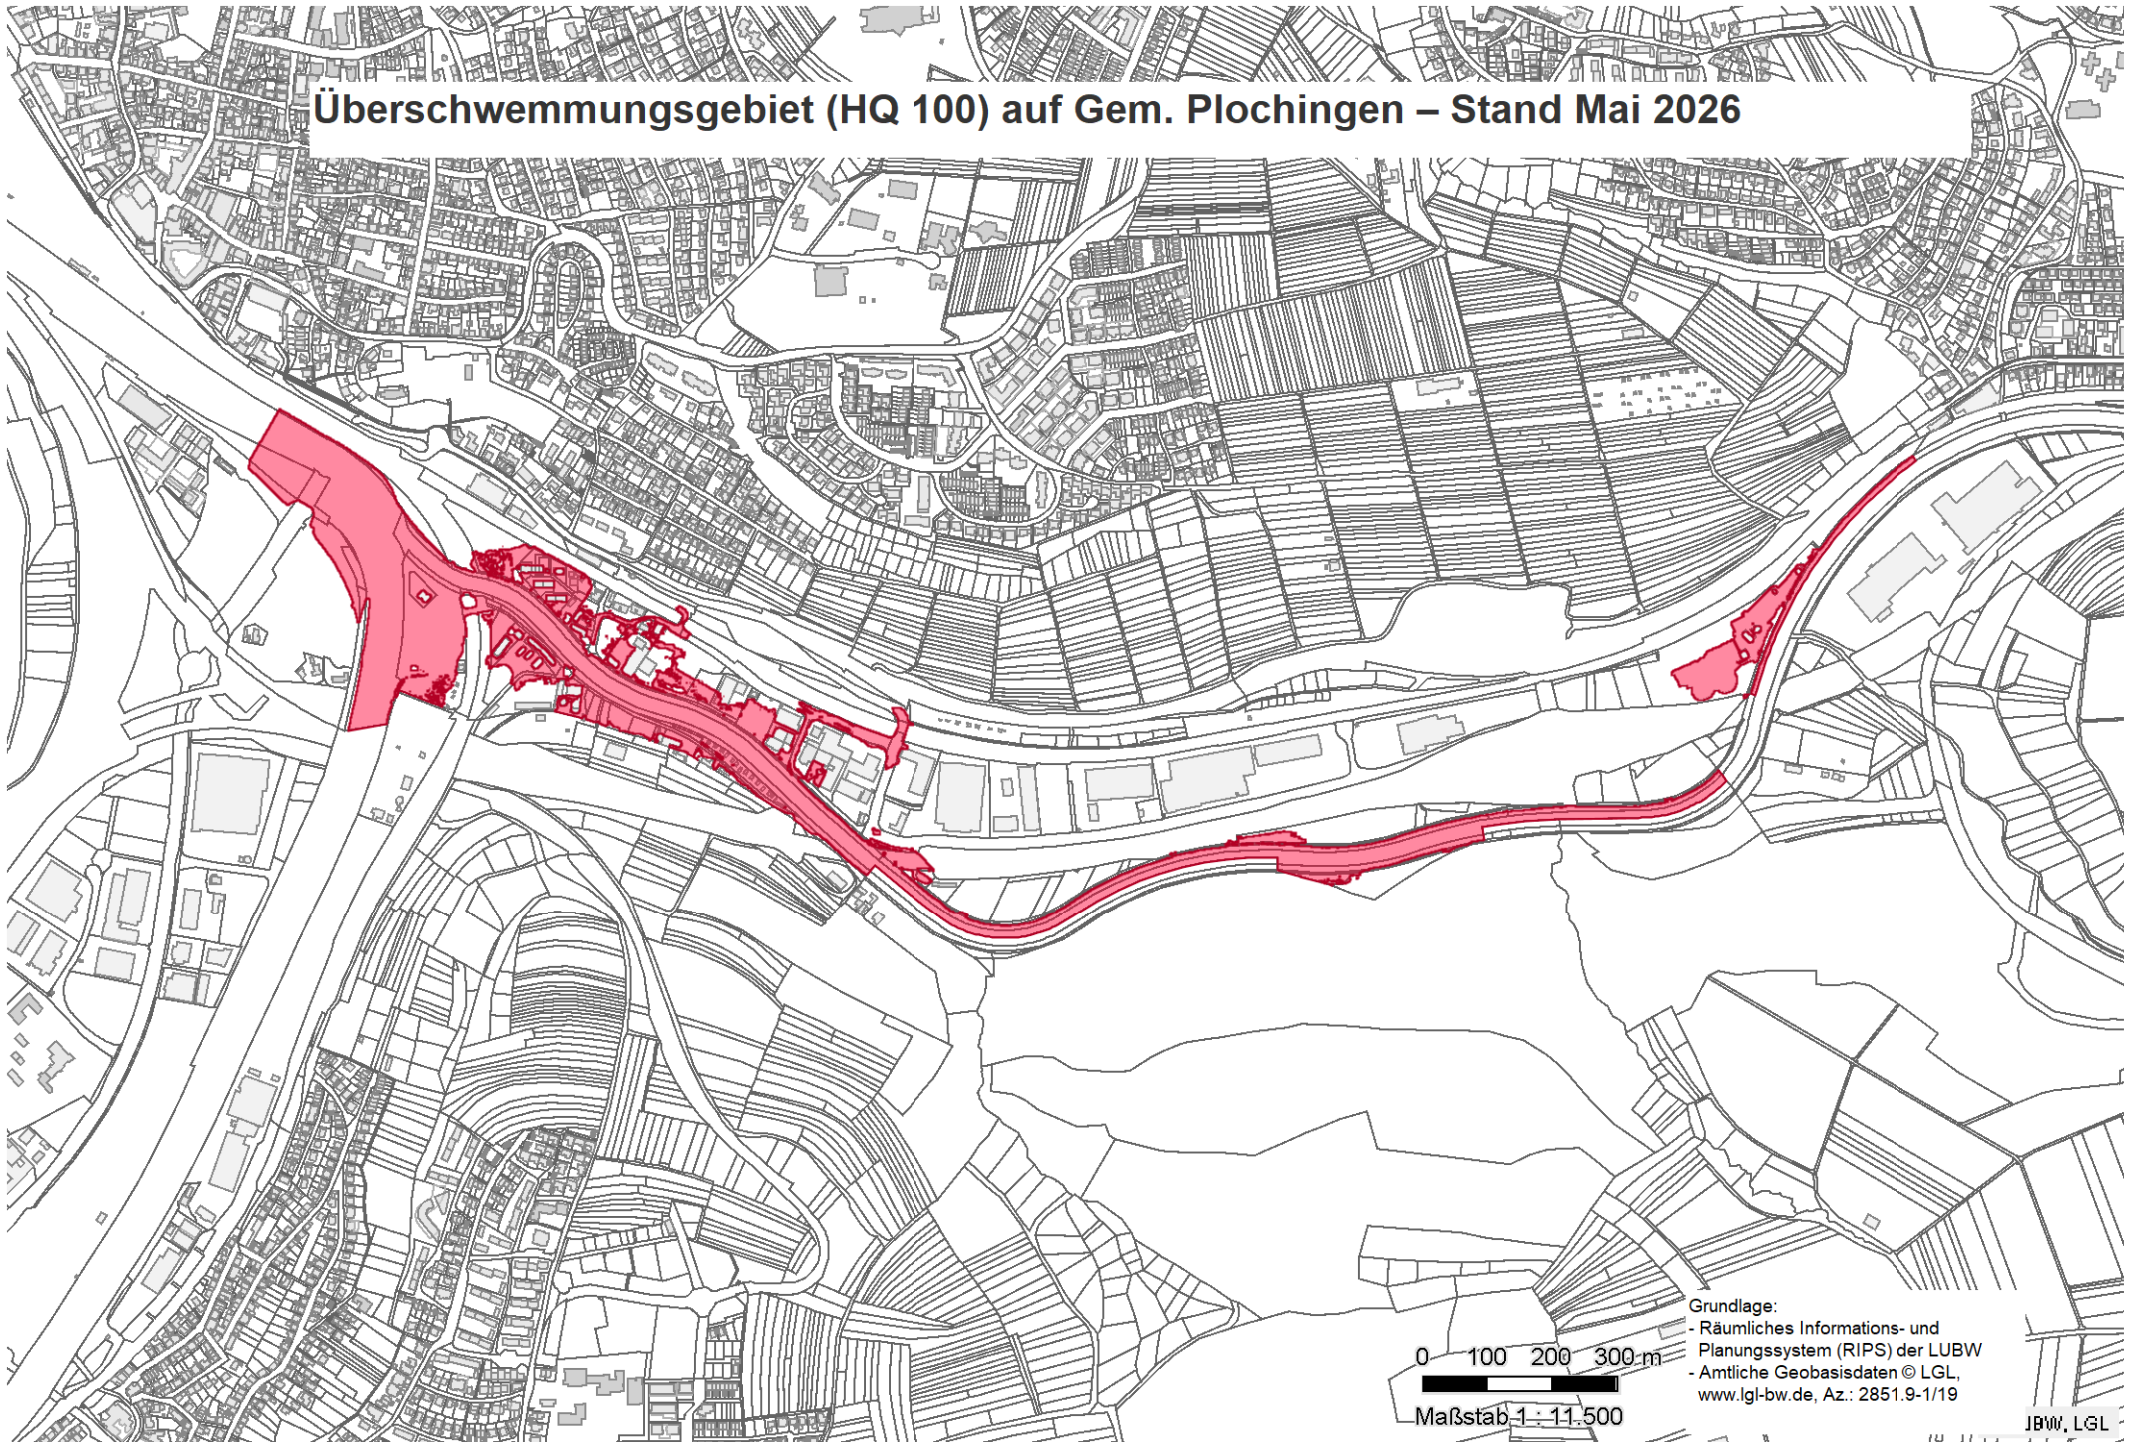 Überschwemmungsgebiet (HQ 100) auf Gem. Plochingen – Stand Mai 2026
Grundlage:
- Räumliches Informations- und
Planungssystem (RIPS) der LUBW
- Amtliche Geobasisdaten © LGL,
www.lgl-bw.de, Az.: 2851.9-1/19
0 100 200 300 m
Maßstab 1 : 11.500
JBW, LGL